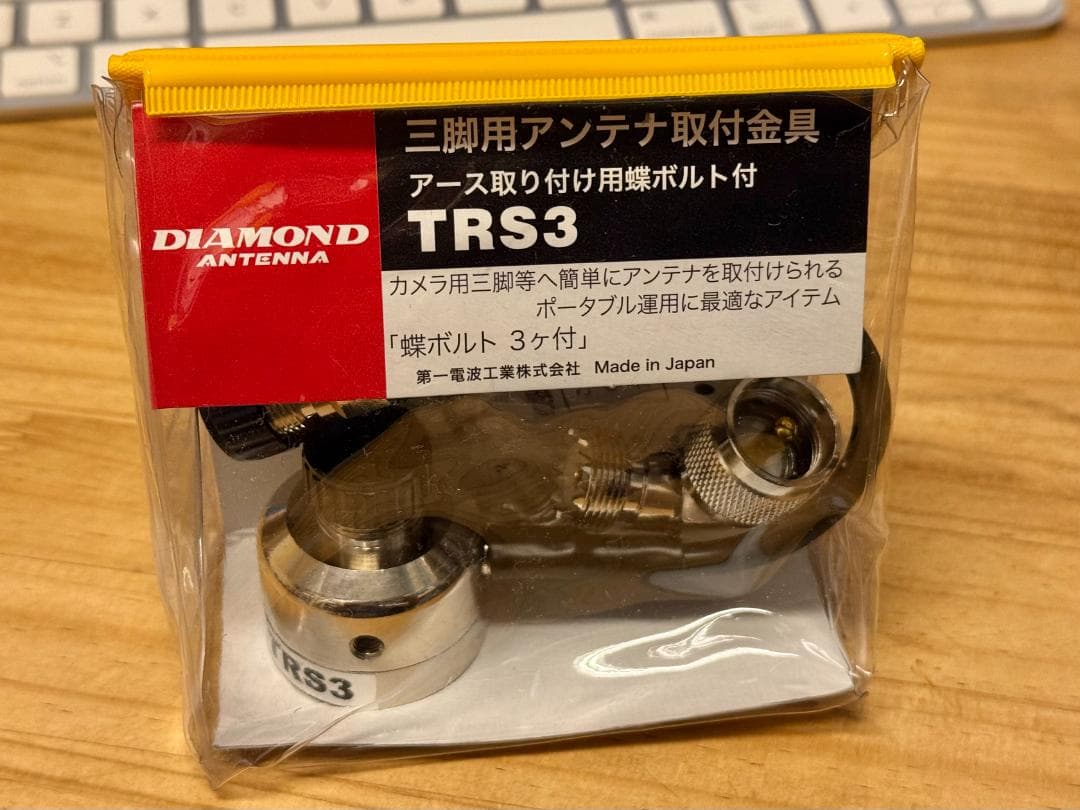 三脚用アンテナ取付金具
アース取り付け用蝶ボルト付
TRS3
DIAMOND
ANTENNA
カメラ用三脚等へ簡単にアンテナを取付けられる
ポータブル運用に最適なアイテム
「蝶ボルト 3ヶ付」
第一電波工業株式会社 Made in Japan
TRS3